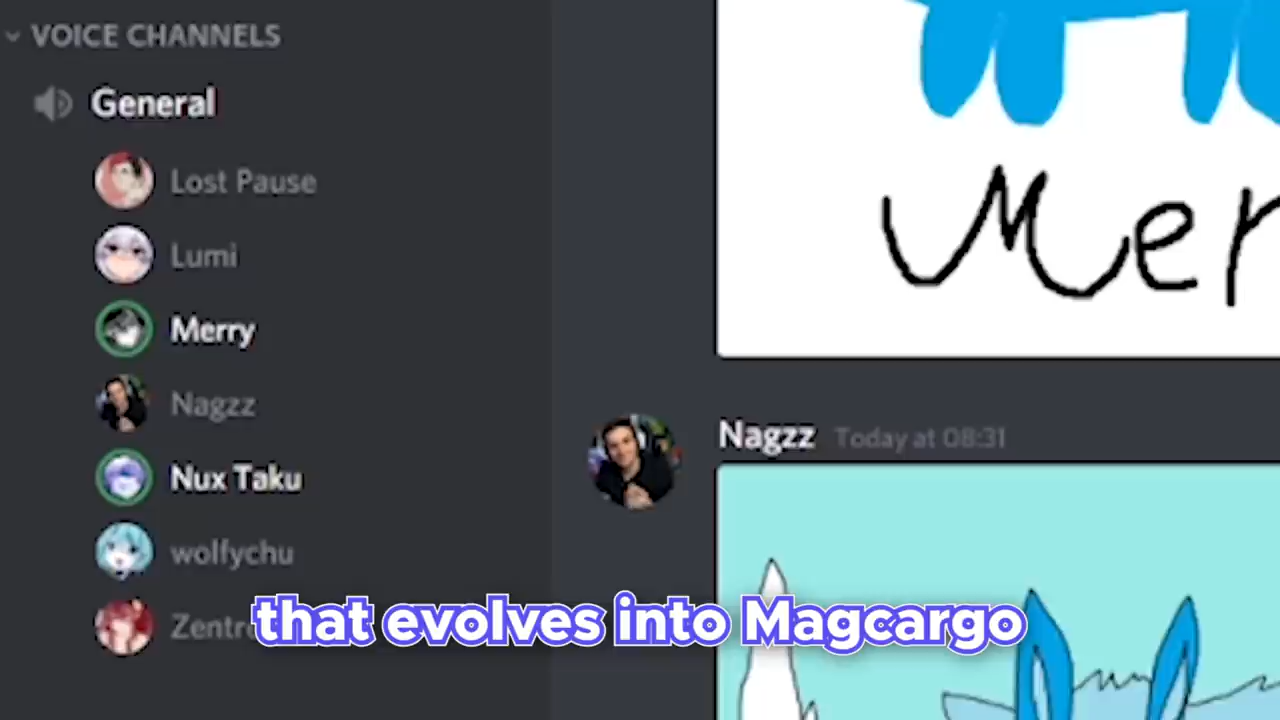 VOICE CHANNELS
General
Lost Pause
Lumi
Merry
Nagzz
Nux Taku
wolfychu
Mer
Nagzz Today at 08:31
that evolves into Magcargo